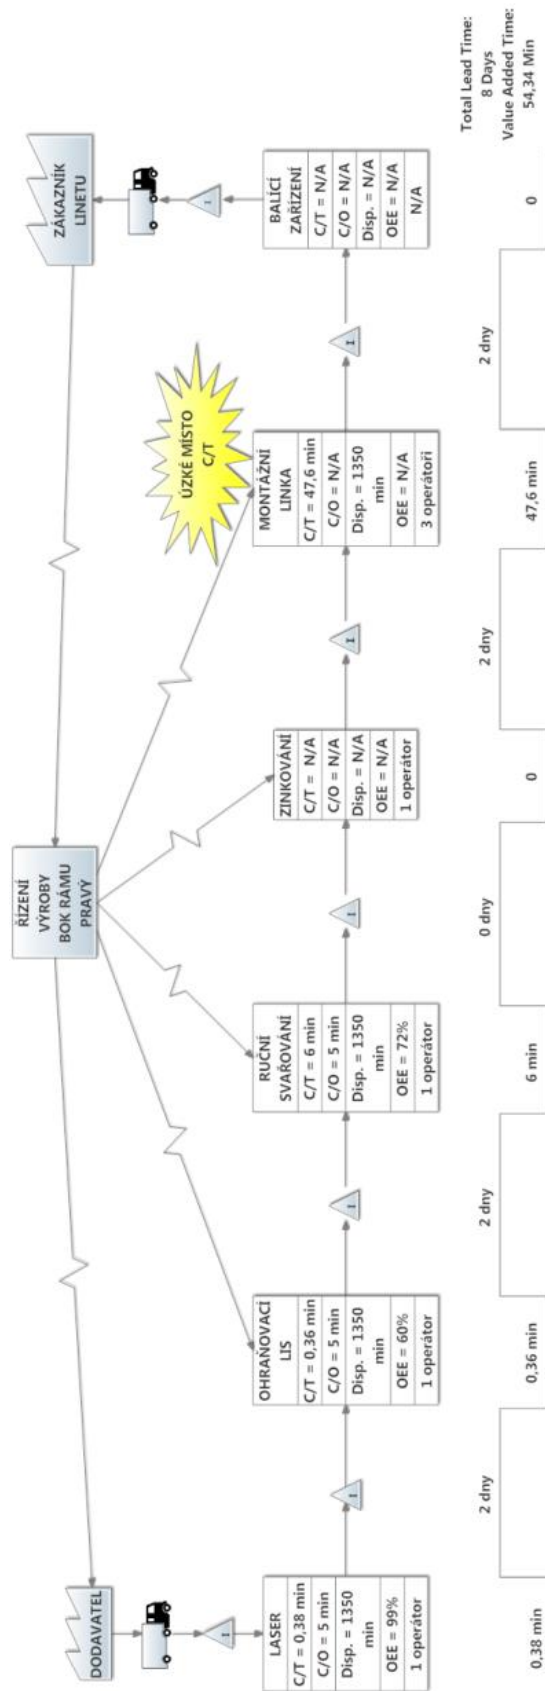 ŘÍZENÍ
VÝROBY
BOK RÁMU
PRAVÝ
DODAVATEL
ZÁKAZNÍK
LINETU
ÚZKÉ MÍSTO
C/T
I
I
LASER
C/T = 0,38 min
C/O = 5 min
Disp. = 1350
min
OEE = 99%
1 operátor
I
OHRAŇOVACÍ
LIS
C/T = 0,36 min
C/O = 5 min
Disp. = 1350
min
OEE = 60%
1 operátor
I
RUČNÍ
SVAŘOVÁNÍ
C/T = 6 min
C/O = 5 min
Disp. = 1350
min
OEE = 72%
1 operátor
I
ZINKOVÁNÍ
C/T = N/A
C/O = N/A
Disp. = N/A
OEE = N/A
1 operátor
I
MONTÁŽNÍ
LINKA
C/T = 47,6 min
C/O = N/A
Disp. = 1350
min
OEE = N/A
3 operátoři
I
BALÍCÍ
ZAŘÍZENÍ
C/T = N/A
C/O = N/A
Disp. = N/A
OEE = N/A
N/A
2 dny
2 dny
0 dny
2 dny
2 dny
0,38 min
0,36 min
6 min
0
47,6 min
0
Total Lead Time:
8 Days
Value Added Time:
54,34 Min